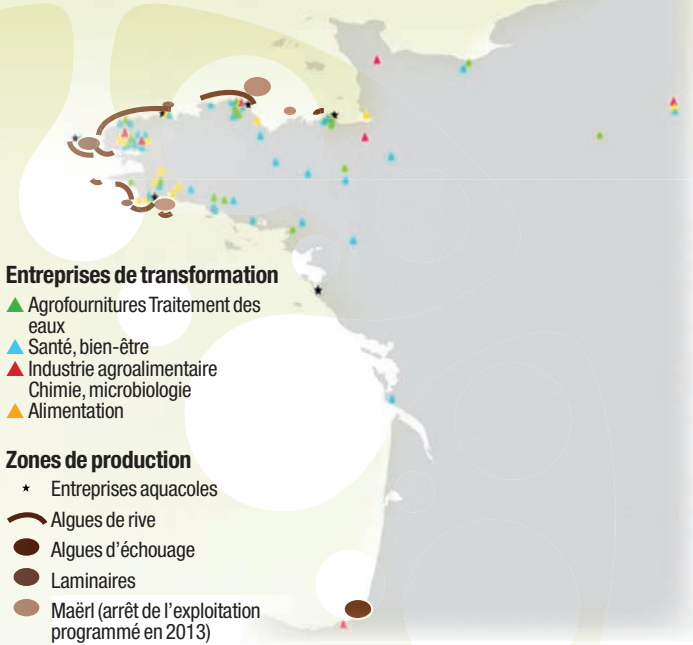 Entreprises de transformation
Agrofournitures Traitement des
eaux
Santé, bien-être
Industrie agroalimentaire
Chimie, microbiologie
Alimentation
Zones de production
Entreprises aquacoles
Algues de rive
Algues d'échouage
Laminaires
Maërl (arrêt de l'exploitation
programmé en 2013)